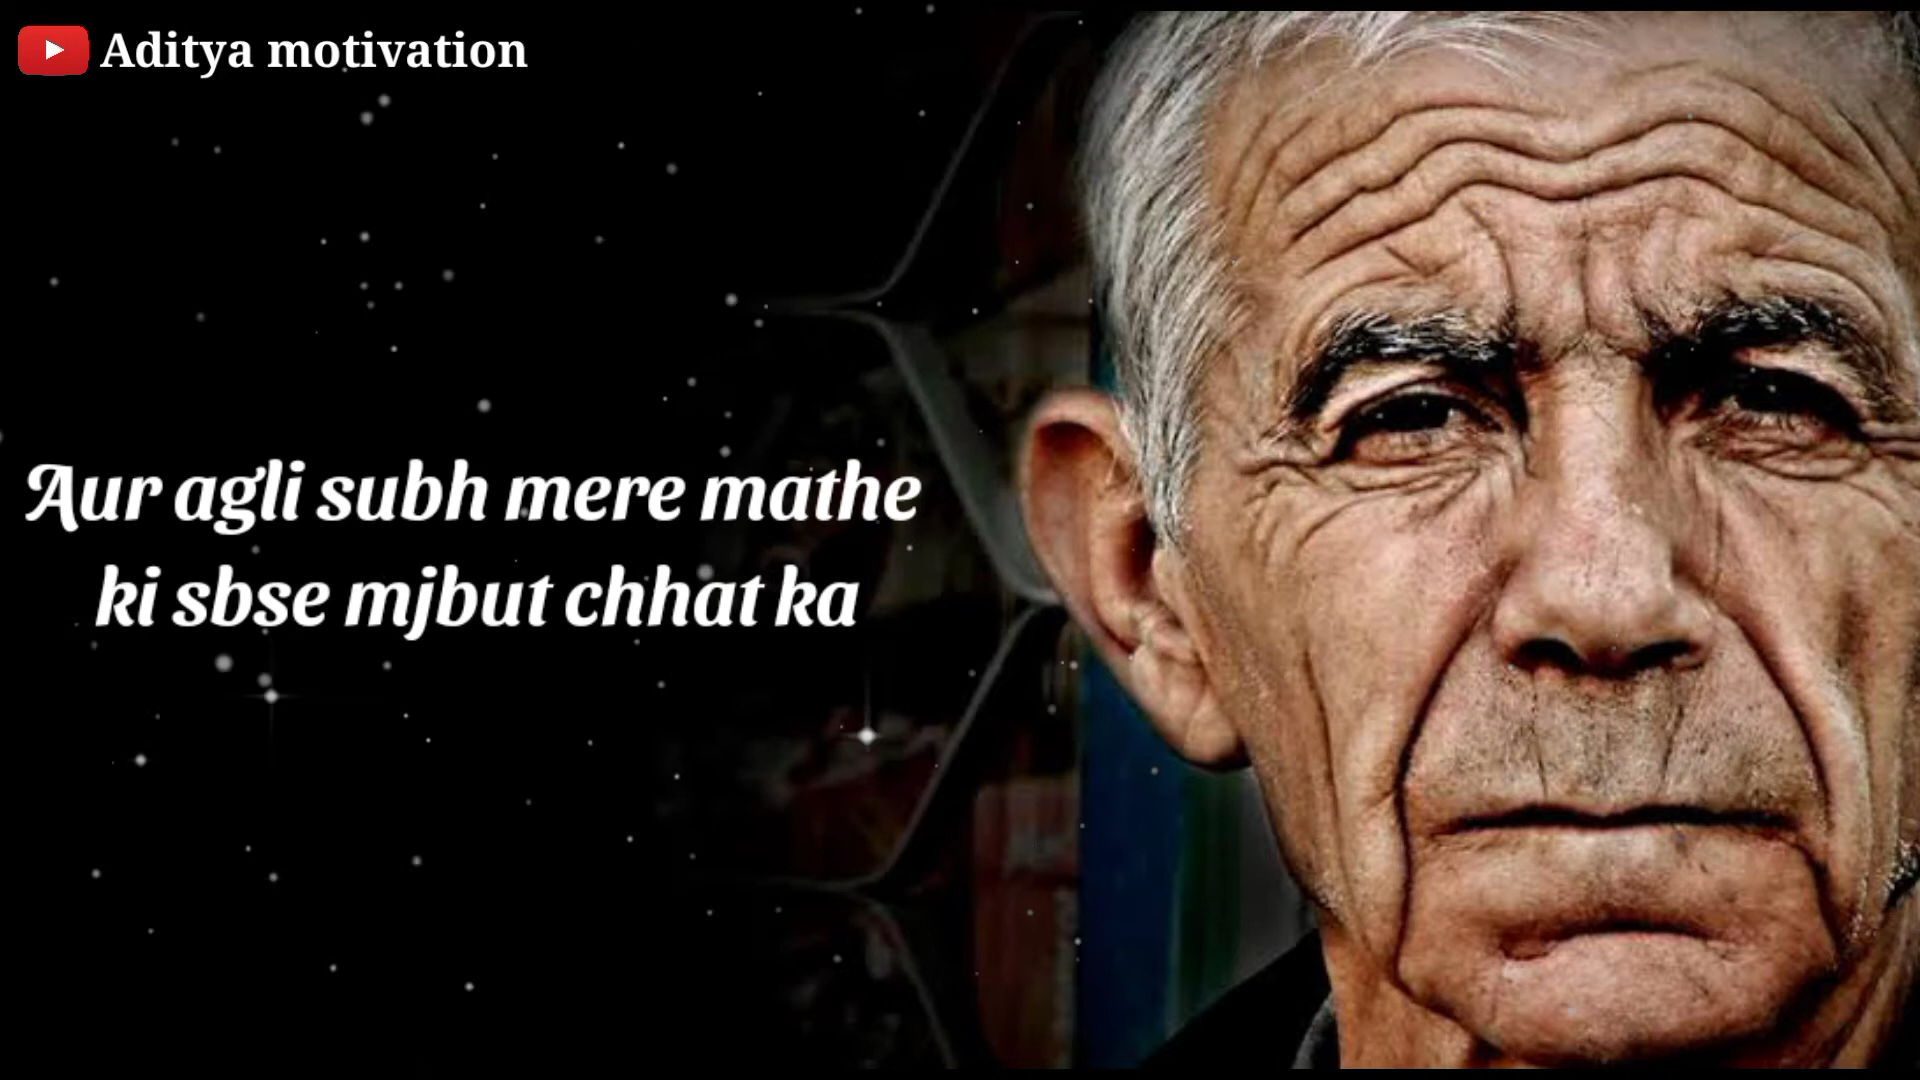 Aditya motivation
Aur agli subh mere mathe
ki sbse mjbut chhat ka